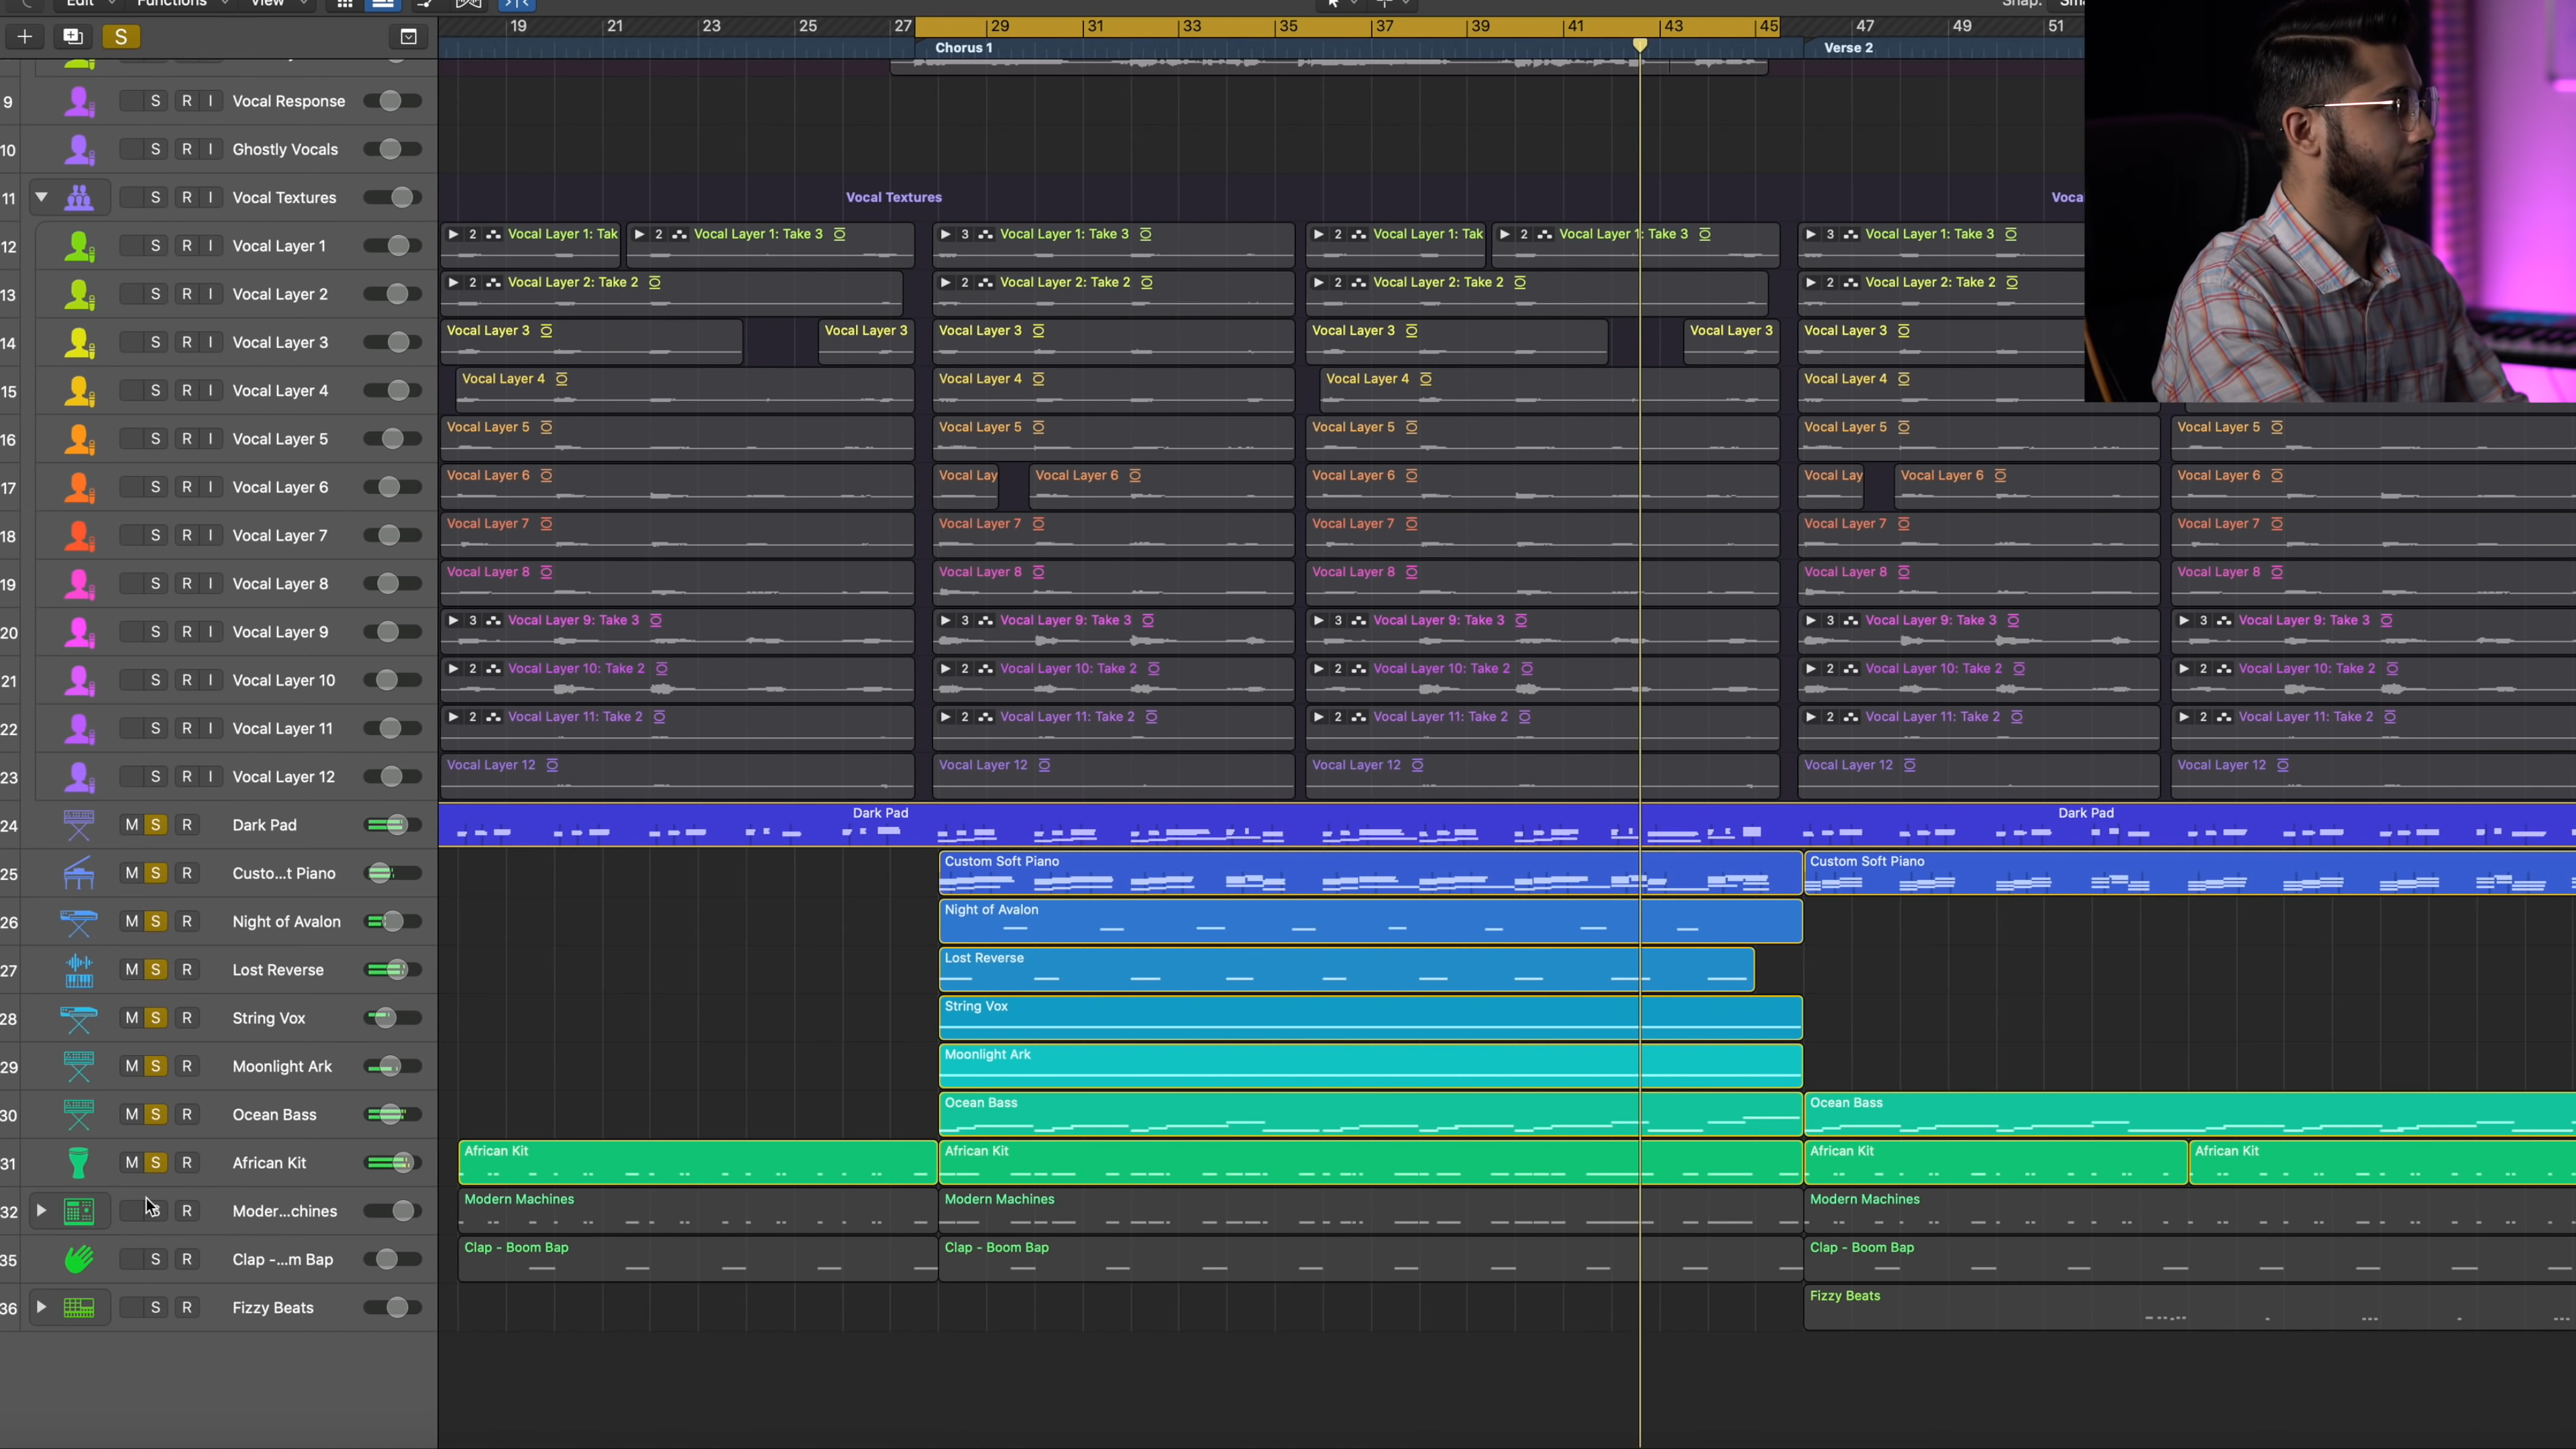 Edit Functions View Snap: Sm
S 19 21 23 25 27 29 31 33 35 37 39 41 43 45 47 49 51
Chorus 1 Verse 2
9 S R I Vocal Response
10 S R I Ghostly Vocals
11 S R I Vocal Textures Vocal Textures Voca
12 S R I Vocal Layer 1 2 Vocal Layer 1: Tak 2 Vocal Layer 1: Take 3 3 Vocal Layer 1: Take 3 2 Vocal Layer 1: Tak 2 Vocal Layer 1: Take 3 3 Vocal Layer 1: Take 3
13 S R I Vocal Layer 2 2 Vocal Layer 2: Take 2 2 Vocal Layer 2: Take 2 2 Vocal Layer 2: Take 2 2 Vocal Layer 2: Take 2
14 S R I Vocal Layer 3 Vocal Layer 3 Vocal Layer 3 Vocal Layer 3 Vocal Layer 3 Vocal Layer 3 Vocal Layer 3
15 S R I Vocal Layer 4 Vocal Layer 4 Vocal Layer 4 Vocal Layer 4 Vocal Layer 4
16 S R I Vocal Layer 5 Vocal Layer 5 Vocal Layer 5 Vocal Layer 5 Vocal Layer 5 Vocal Layer 5
17 S R I Vocal Layer 6 Vocal Layer 6 Vocal Lay Vocal Layer 6 Vocal Layer 6 Vocal Lay Vocal Layer 6 Vocal Layer 6
18 S R I Vocal Layer 7 Vocal Layer 7 Vocal Layer 7 Vocal Layer 7 Vocal Layer 7 Vocal Layer 7
19 S R I Vocal Layer 8 Vocal Layer 8 Vocal Layer 8 Vocal Layer 8 Vocal Layer 8 Vocal Layer 8
20 S R I Vocal Layer 9 3 Vocal Layer 9: Take 3 3 Vocal Layer 9: Take 3 3 Vocal Layer 9: Take 3 3 Vocal Layer 9: Take 3 3 Vocal Layer 9: Take 3
21 S R I Vocal Layer 10 2 Vocal Layer 10: Take 2 2 Vocal Layer 10: Take 2 2 Vocal Layer 10: Take 2 2 Vocal Layer 10: Take 2 2 Vocal Layer 10: Take 2
22 S R I Vocal Layer 11 2 Vocal Layer 11: Take 2 2 Vocal Layer 11: Take 2 2 Vocal Layer 11: Take 2 2 Vocal Layer 11: Take 2 2 Vocal Layer 11: Take 2
23 S R I Vocal Layer 12 Vocal Layer 12 Vocal Layer 12 Vocal Layer 12 Vocal Layer 12 Vocal Layer 12
24 M S R Dark Pad Dark Pad Dark Pad
25 M S R Custo...t Piano Custom Soft Piano Custom Soft Piano
26 M S R Night of Avalon Night of Avalon
27 M S R Lost Reverse Lost Reverse
28 M S R String Vox String Vox
29 M S R Moonlight Ark Moonlight Ark
30 M S R Ocean Bass Ocean Bass Ocean Bass
31 M S R African Kit African Kit African Kit African Kit African Kit
32 S R Moder...chines Modern Machines Modern Machines Modern Machines
35 S R Clap -...m Bap Clap - Boom Bap Clap - Boom Bap Clap - Boom Bap
36 S R Fizzy Beats Fizzy Beats